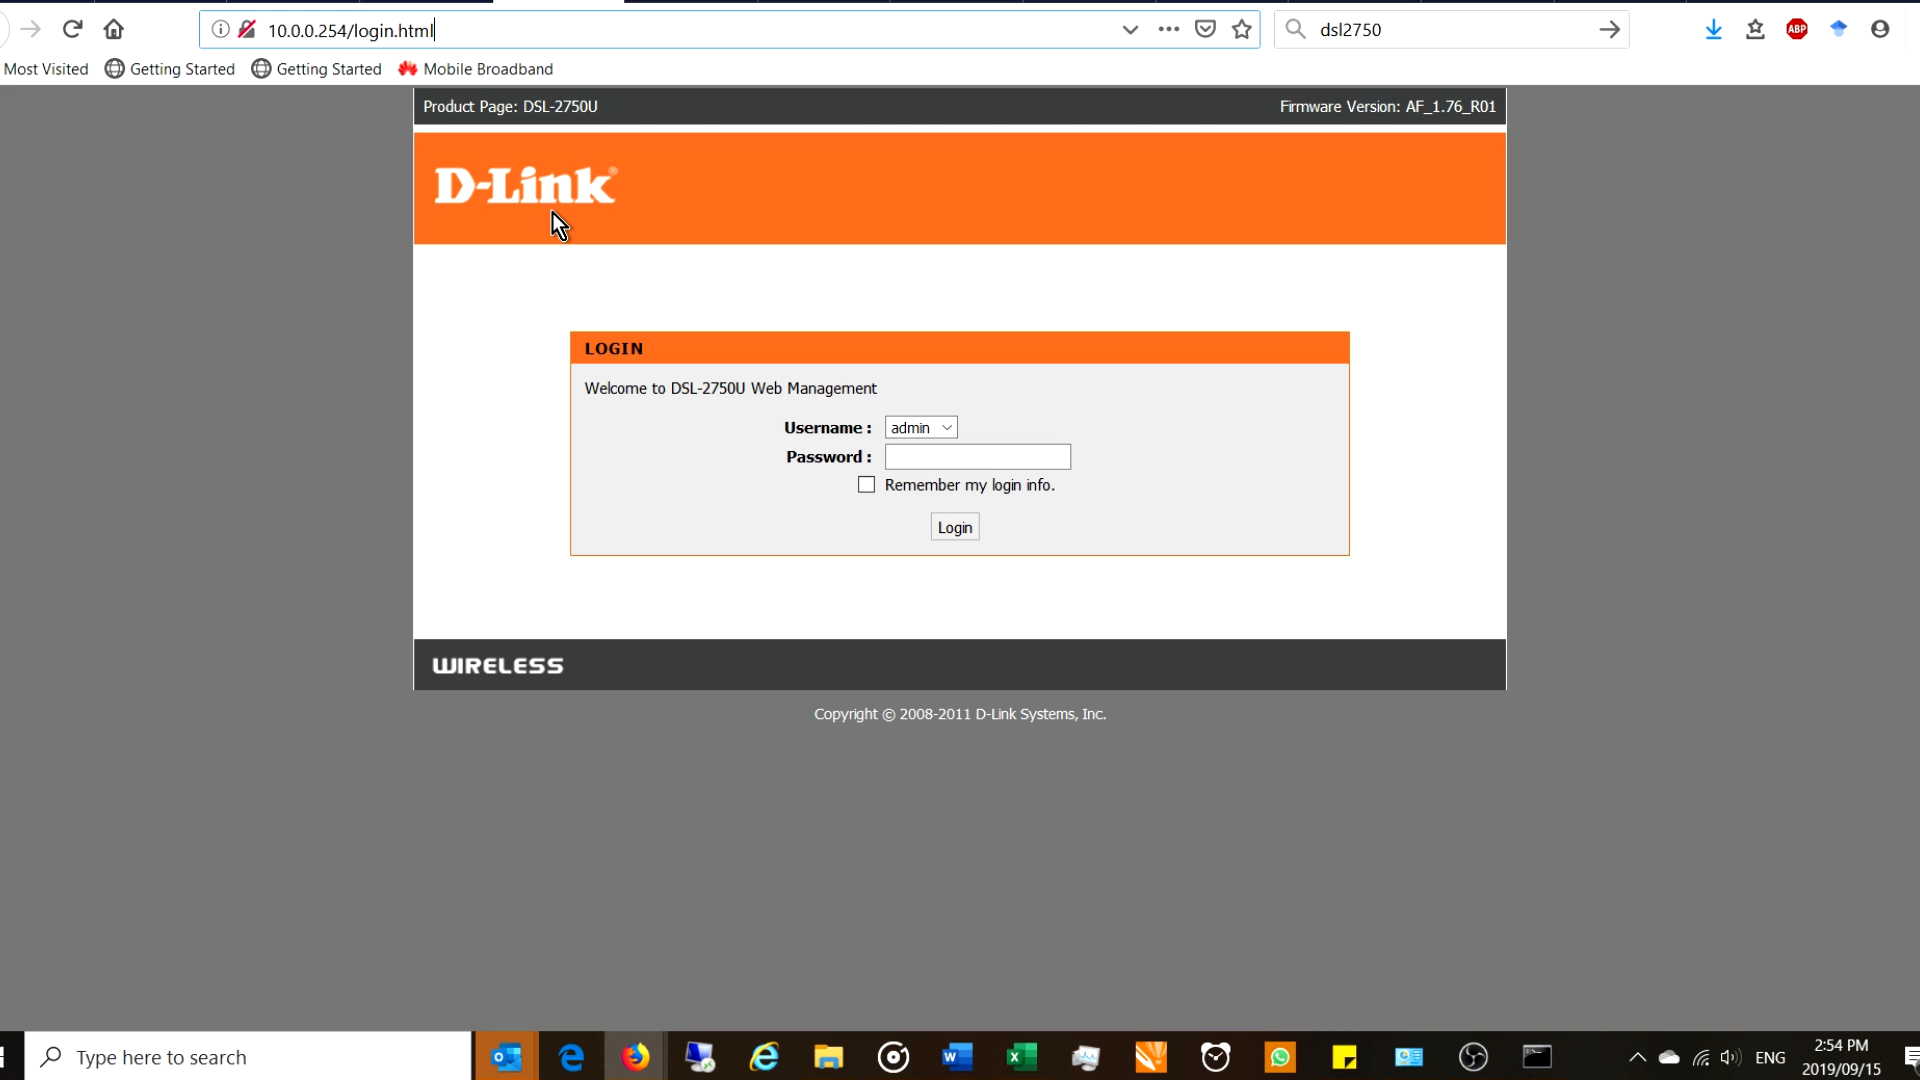 10.0.0.254/login.html
dsl2750
ABP
Most Visited
Getting Started
Getting Started
Mobile Broadband
Product Page: DSL-2750U
Firmware Version: AF_1.76_R01
D-Link®
LOGIN
Welcome to DSL-2750U Web Management
Username :
admin
Password :
Remember my login info.
Login
WIRELESS
Copyright © 2008-2011 D-Link Systems, Inc.
Type here to search
ENG
2:54 PM
2019/09/15